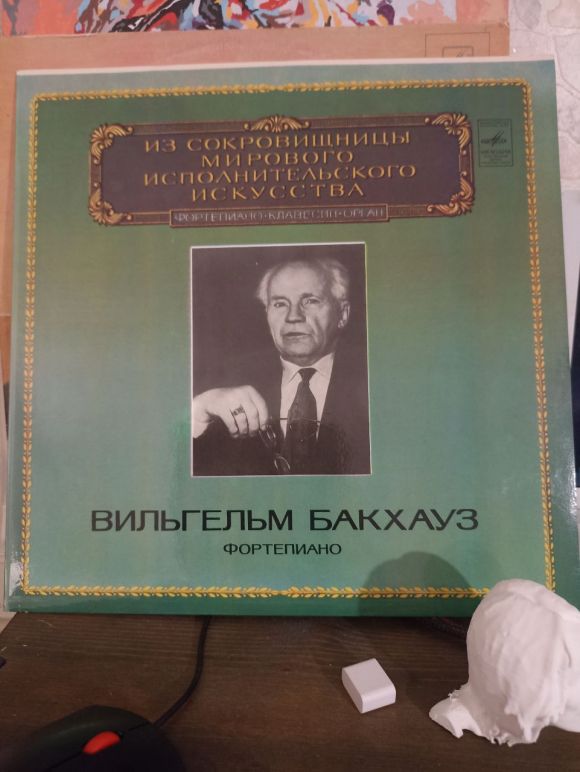 ИЗ СОКРОВИЩНИЦЫ
МИРОВОГО
ИСПОЛНИТЕЛЬСКОГО
ИСКУССТВА
ФОРТЕПИАНО•КЛАВЕСИН•ОРГАН
ВИЛЬГЕЛЬМ БАКХАУЗ
ФОРТЕПИАНО